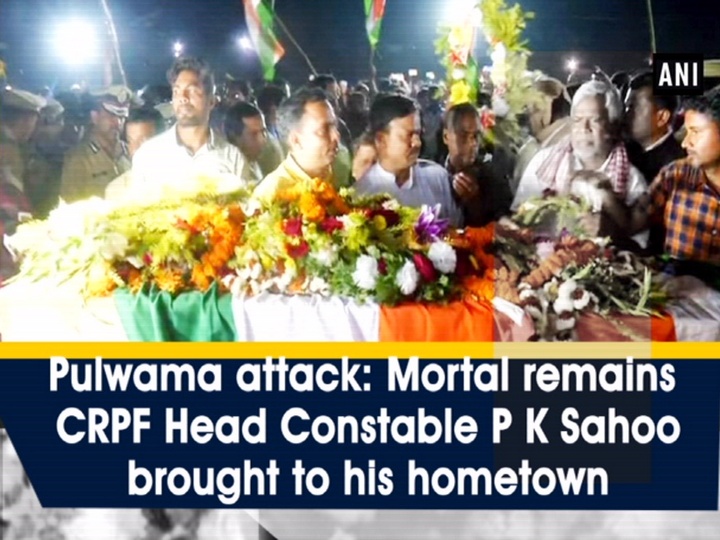 ANI
Pulwama attack: Mortal remains
CRPF Head Constable P K Sahoo
brought to his hometown